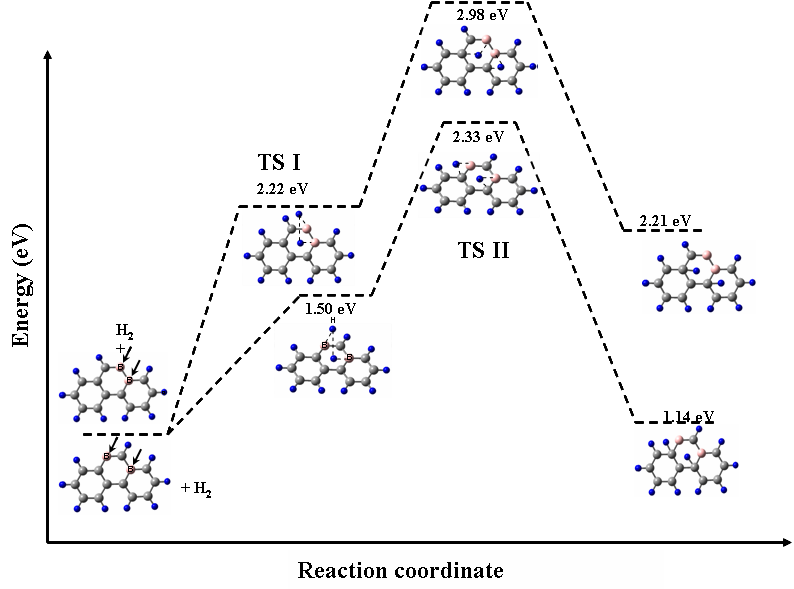 2.98 eV
2.33 eV
TS I
2.22 eV
TS II
2.21 eV
1.50 eV
H
B
B
H2
+
B
B
1.14 eV
B
B
+ H2
Energy (eV)
Reaction coordinate